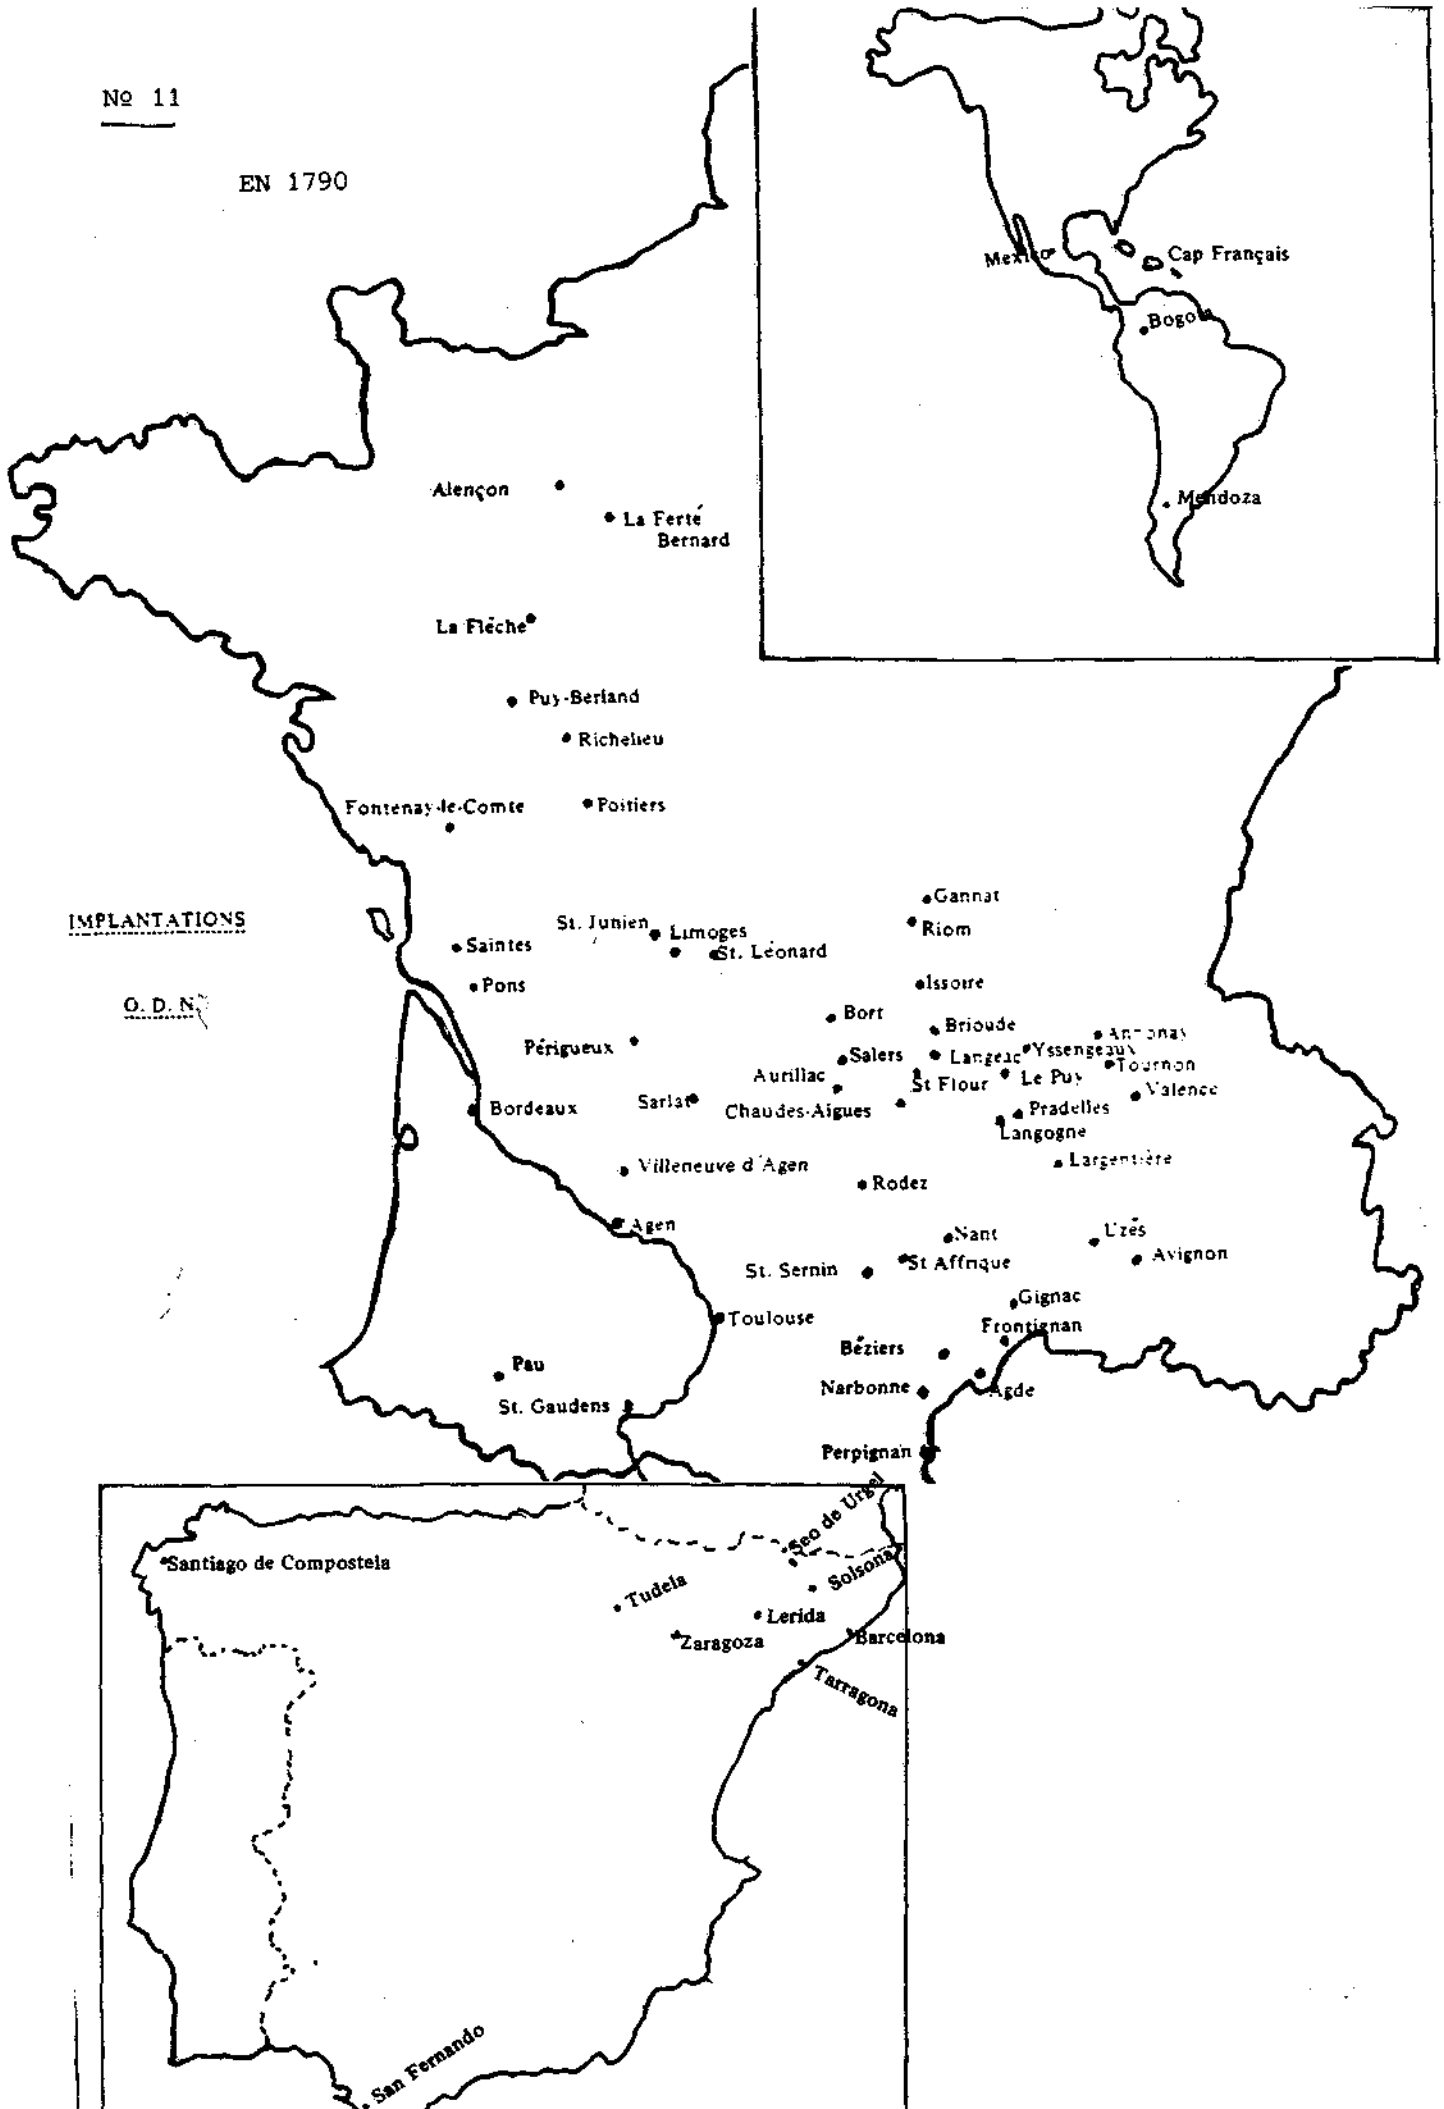 Nº 11
EN 1790
Mexico
Cap Français
Bogota
Mendoza
Alençon
La Ferté
Bernard
La Flèche
Puy-Berland
Richelieu
Fontenay-le-Comte
Poitiers
IMPLANTATIONS
O. D. N.
Gannat
Riom
St. Junien
Limoges
St. Léonard
Saintes
Pons
Issoire
Bort
Brioude
Annonay
Périgueux
Salers
Langeac
Yssengeaux
Tournon
Aurillac
St Flour
Le Puy
Valence
Bordeaux
Sarlat
Chaudes-Aigues
Pradelles
Langogne
Villeneuve d'Agen
Largentière
Rodez
Agen
Nant
Uzès
St. Sernin
St Affrique
Avignon
Gignac
Toulouse
Frontignan
Béziers
Pau
Narbonne
Agde
St. Gaudens
Perpignan
Seo de Urgel
Santiago de Compostela
Solsona
Tudela
Lerida
Zaragoza
Barcelona
Tarragona
San Fernando